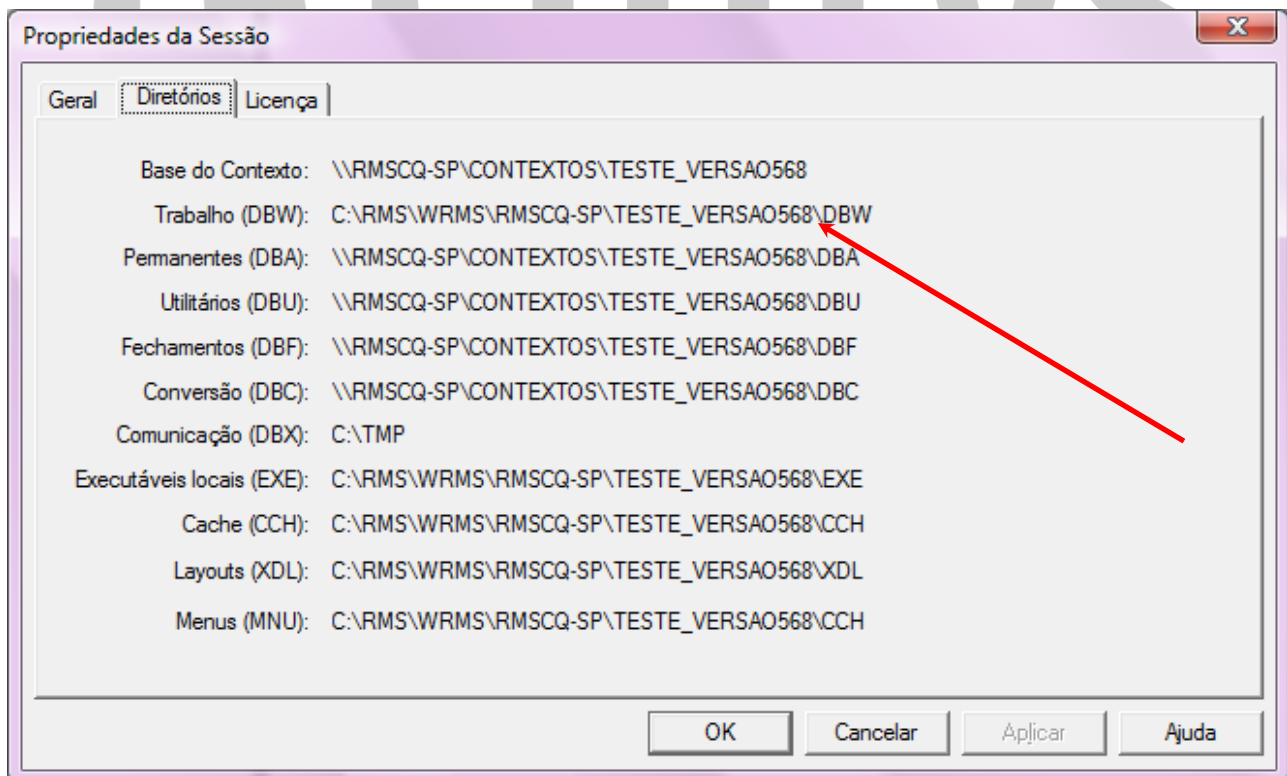 Propriedades da Sessão
Geral Diretórios Licença
Base do Contexto: \\RMSCQ-SP\CONTEXTOS\TESTE_VERSAO568
Trabalho (DBW): C:\RMS\WRMS\RMSCQ-SP\TESTE_VERSAO568\DBW
Permanentes (DBA): \\RMSCQ-SP\CONTEXTOS\TESTE_VERSAO568\DBA
Utilitários (DBU): \\RMSCQ-SP\CONTEXTOS\TESTE_VERSAO568\DBU
Fechamentos (DBF): \\RMSCQ-SP\CONTEXTOS\TESTE_VERSAO568\DBF
Conversão (DBC): \\RMSCQ-SP\CONTEXTOS\TESTE_VERSAO568\DBC
Comunicação (DBX): C:\TMP
Executáveis locais (EXE): C:\RMS\WRMS\RMSCQ-SP\TESTE_VERSAO568\EXE
Cache (CCH): C:\RMS\WRMS\RMSCQ-SP\TESTE_VERSAO568\CCH
Layouts (XDL): C:\RMS\WRMS\RMSCQ-SP\TESTE_VERSAO568\XDL
Menus (MNU): C:\RMS\WRMS\RMSCQ-SP\TESTE_VERSAO568\CCH
OK Cancelar Aplicar Ajuda